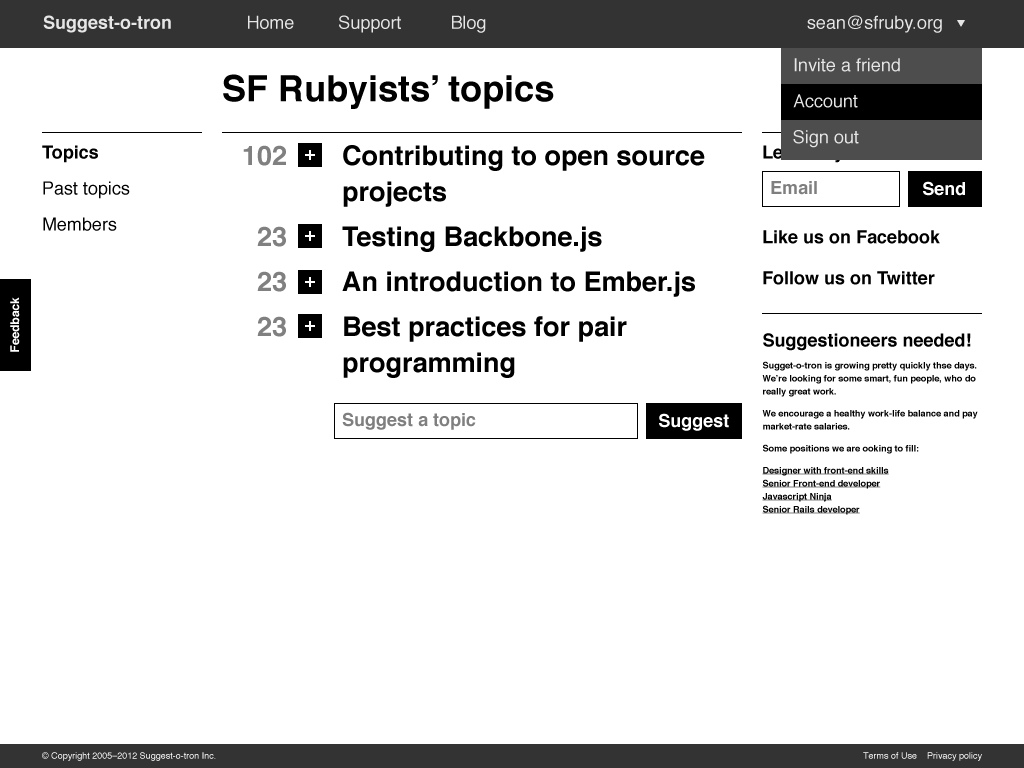 Suggest-o-tron Home Support Blog sean@sfruby.org ▼
Invite a friend
Account
Sign out
SF Rubyists’ topics
Topics
Past topics
Members
Feedback
102 + Contributing to open source
projects
23 + Testing Backbone.js
23 + An introduction to Ember.js
23 + Best practices for pair
programming
Suggest a topic Suggest
Email Send
Like us on Facebook
Follow us on Twitter
Suggestioneers needed!
Sugget-o-tron is growing pretty quickly thse days.
We’re looking for some smart, fun people, who do
really great work.
We encourage a healthy work-life balance and pay
market-rate salaries.
Some positions we are ooking to fill:
Designer with front-end skills
Senior Front-end developer
Javascript Ninja
Senior Rails developer
© Copyright 2005–2012 Suggest-o-tron Inc. Terms of Use Privacy policy